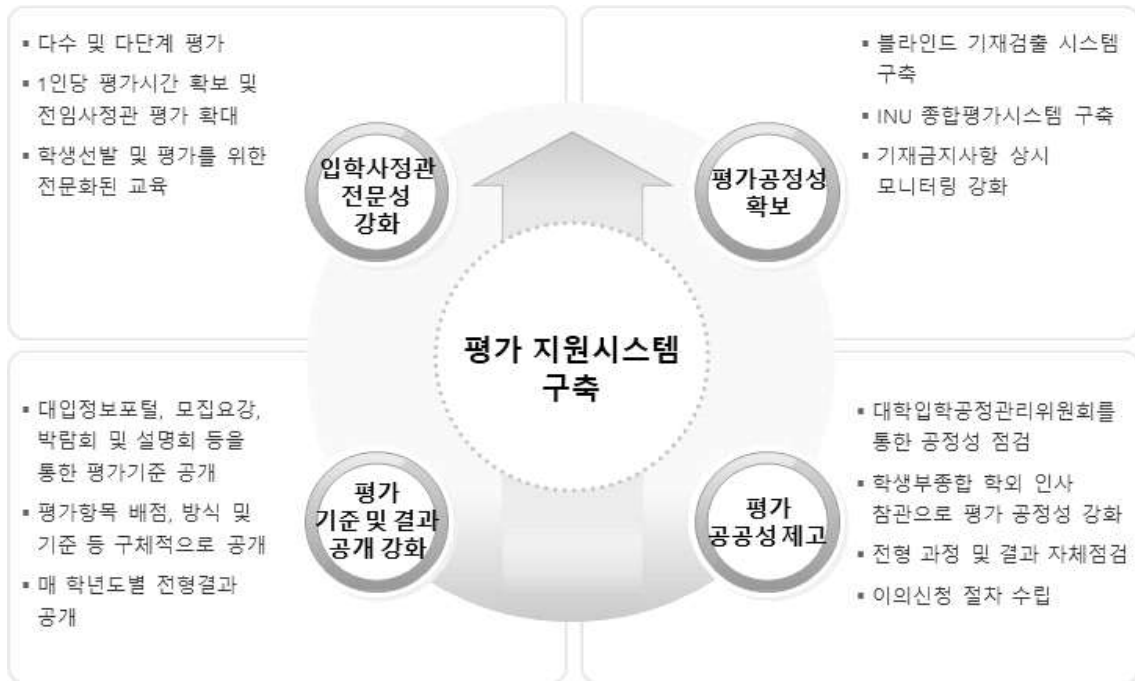 ▪ 다수 및 다단계 평가
▪ 1인당 평가시간 확보 및
전임사정관 평가 확대
▪ 학생선발 및 평가를 위한
전문화된 교육
입학사정관
전문성
강화
▪ 블라인드 기재검출 시스템
구축
▪ INU 종합평가시스템 구축
▪ 기재금지사항 상시
모니터링 강화
평가공정성
확보
평가 지원시스템
구축
▪ 대입정보포털, 모집요강,
박람회 및 설명회 등을
통한 평가기준 공개
▪ 평가항목 배점, 방식 및
기준 등 구체적으로 공개
▪ 매 학년도별 전형결과
공개
평가
기준 및 결과
공개 강화
평가
공공성 제고
▪ 대학입학공정관리위원회를
통한 공정성 점검
▪ 학생부종합 학외 인사
참관으로 평가 공정성 강화
▪ 전형 과정 및 결과 자체점검
▪ 이의신청 절차 수립